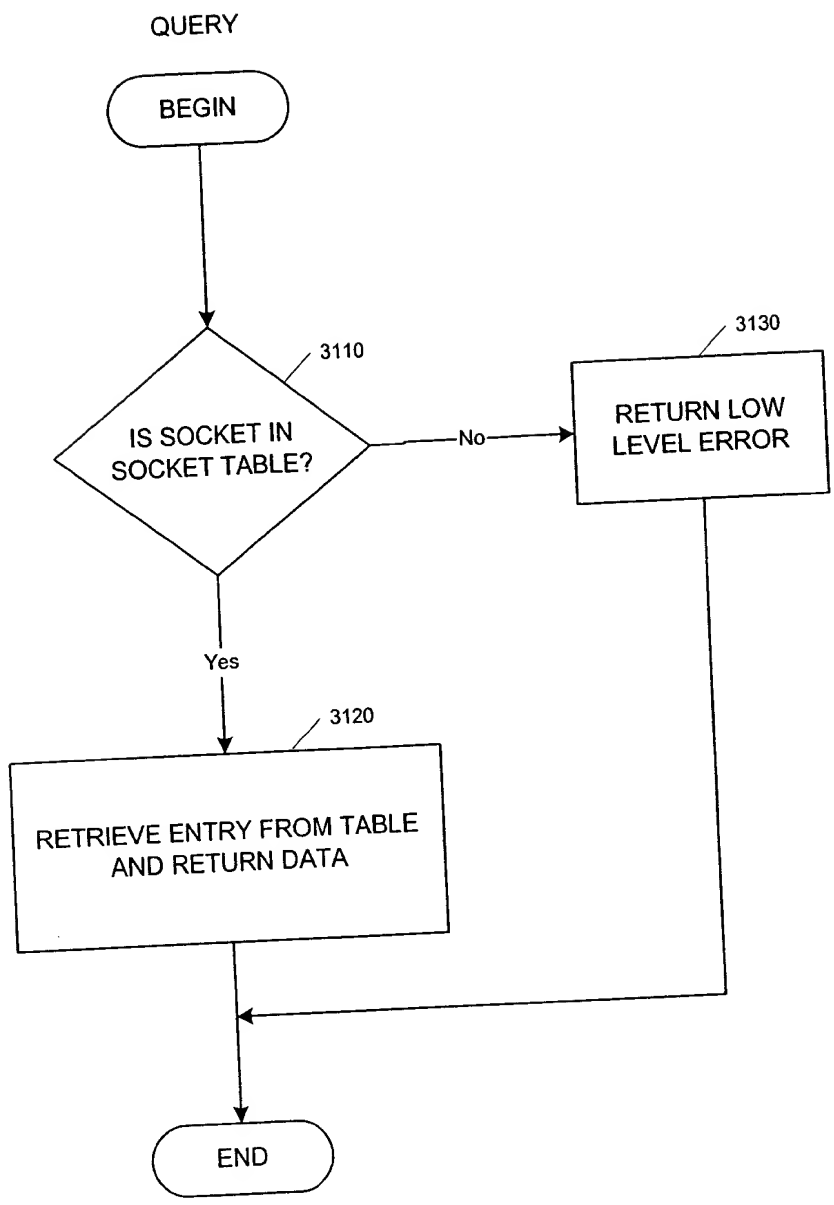 QUERY
BEGIN
3110
IS SOCKET IN
SOCKET TABLE?
No
3130
RETURN LOW
LEVEL ERROR
Yes
3120
RETRIEVE ENTRY FROM TABLE
AND RETURN DATA
END